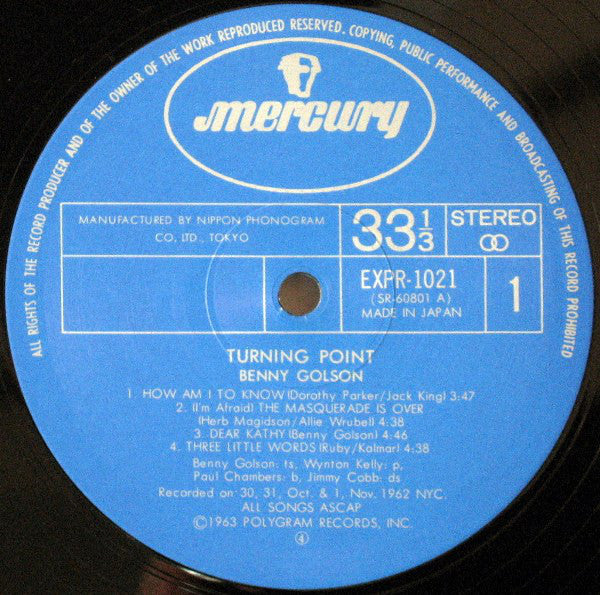 ALL RIGHTS OF THE RECORD PRODUCER AND OF THE OWNER OF THE WORK REPRODUCED RESERVED. COPYING, PUBLIC PERFORMANCE AND BROADCASTING OF THIS RECORD PROHIBITED
mercury
MANUFACTURED BY NIPPON PHONOGRAM
CO., LTD., TOKYO
33 1/3
STEREO
EXPR-1021
(SR-60801 A)
MADE IN JAPAN
1
TURNING POINT
BENNY GOLSON
1. HOW AM I TO KNOW (Dorothy Parker/Jack King) 3:47
2. (I'm Afraid) THE MASQUERADE IS OVER
(Herb Magidson/Allie Wrubel) 4:38
3. DEAR KATHY (Benny Golson) 4:46
4. THREE LITTLE WORDS (Ruby/Kalmar) 4:38
Benny Golson: ts, Wynton Kelly: p,
Paul Chambers: b, Jimmy Cobb: ds
Recorded on 30, 31, Oct. & 1, Nov. 1962 NYC.
ALL SONGS ASCAP
©1963 POLYGRAM RECORDS, INC.
④